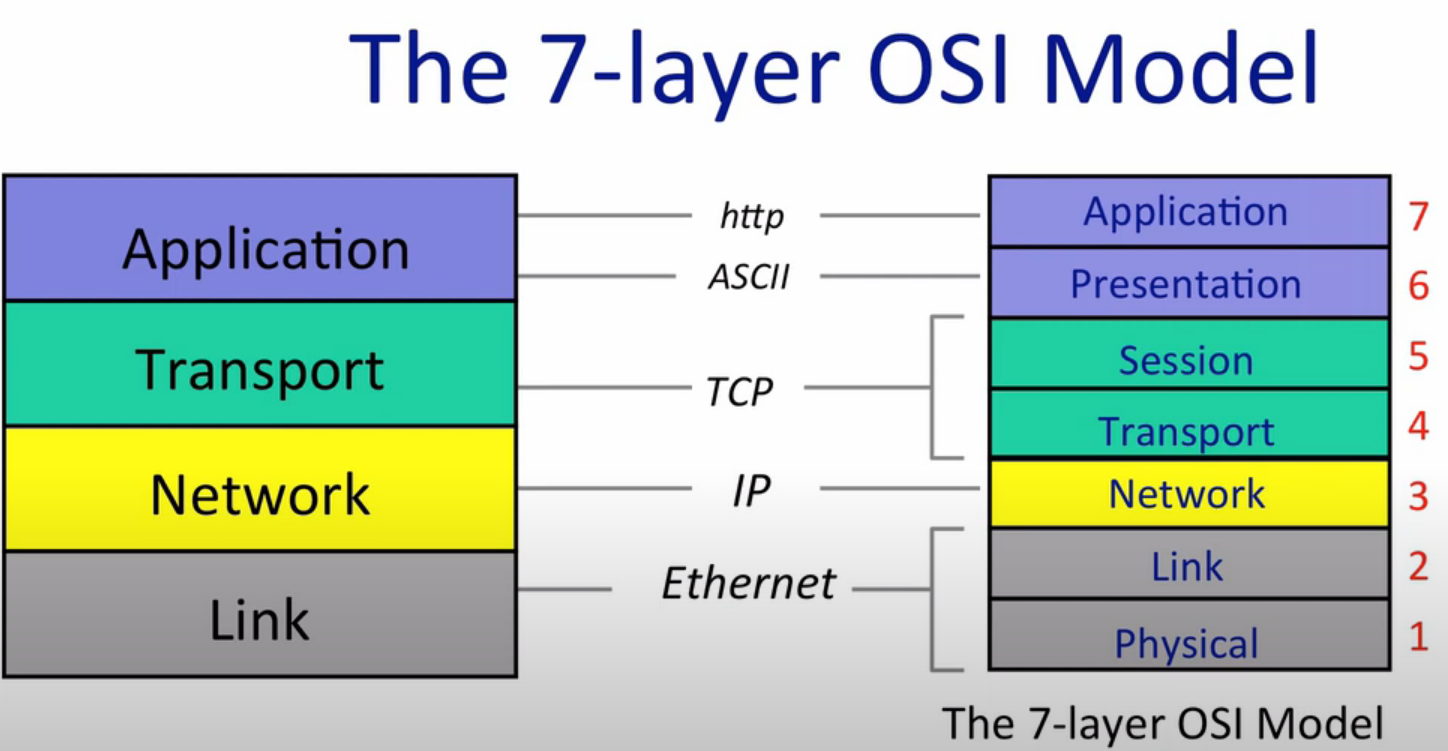 The 7-layer OSI Model
Application
Transport
Network
Link
http
ASCII
TCP
IP
Ethernet
Application 7
Presentation 6
Session 5
Transport 4
Network 3
Link 2
Physical 1
The 7-layer OSI Model